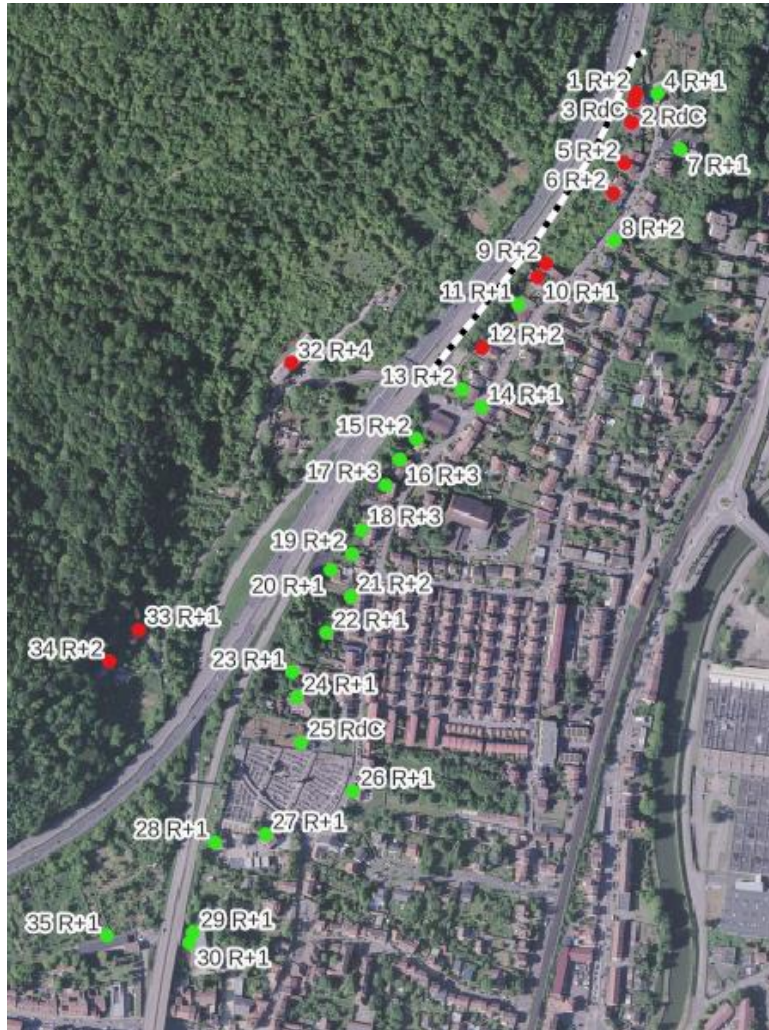 1 R+2
4 R+1
3 RdC
2 RdC
5 R+2
7 R+1
6 R+2
8 R+2
9 R+2
10 R+1
11 R+1
12 R+2
32 R+4
13 R+2
14 R+1
15 R+2
16 R+3
17 R+3
18 R+3
19 R+2
20 R+1
21 R+2
22 R+1
33 R+1
34 R+2
23 R+1
24 R+1
25 RdC
26 R+1
27 R+1
28 R+1
35 R+1
29 R+1
30 R+1